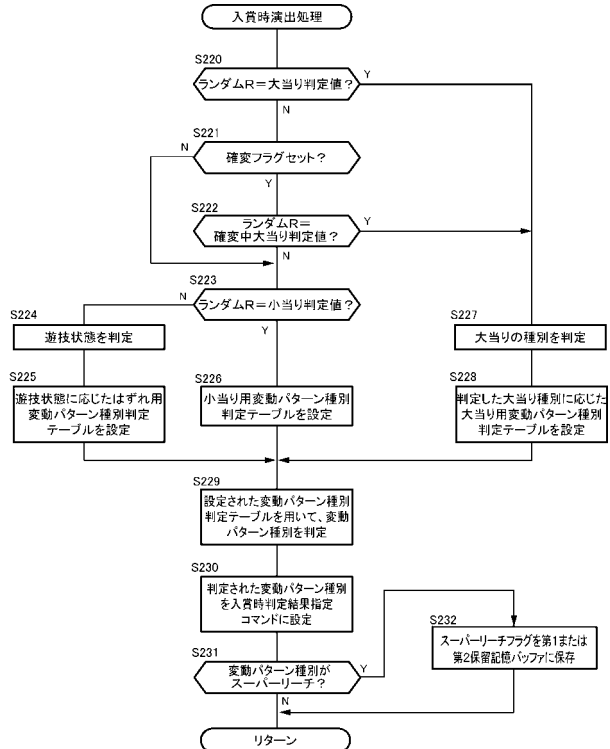 入賞時演出処理
S220
ランダムR＝大当り判定値？
Y
N
S221
N
確変フラグセット？
Y
S222
ランダムR＝
確変中大当り判定値？
Y
N
S223
N
ランダムR＝小当り判定値？
Y
S224
遊技状態を判定
S227
大当りの種別を判定
S225
遊技状態に応じたはずれ用
変動パターン種別判定
テーブルを設定
S226
小当り用変動パターン種別
判定テーブルを設定
S228
判定した大当り種別に応じた
大当り用変動パターン種別
判定テーブルを設定
S229
設定された変動パターン種別
判定テーブルを用いて、変動
パターン種別を判定
S230
判定された変動パターン種別
を入賞時判定結果指定
コマンドに設定
S231
変動パターン種別が
スーパーリーチ？
Y
N
S232
スーパーリーチフラグを第1または
第2保留記憶バッファに保存
リターン